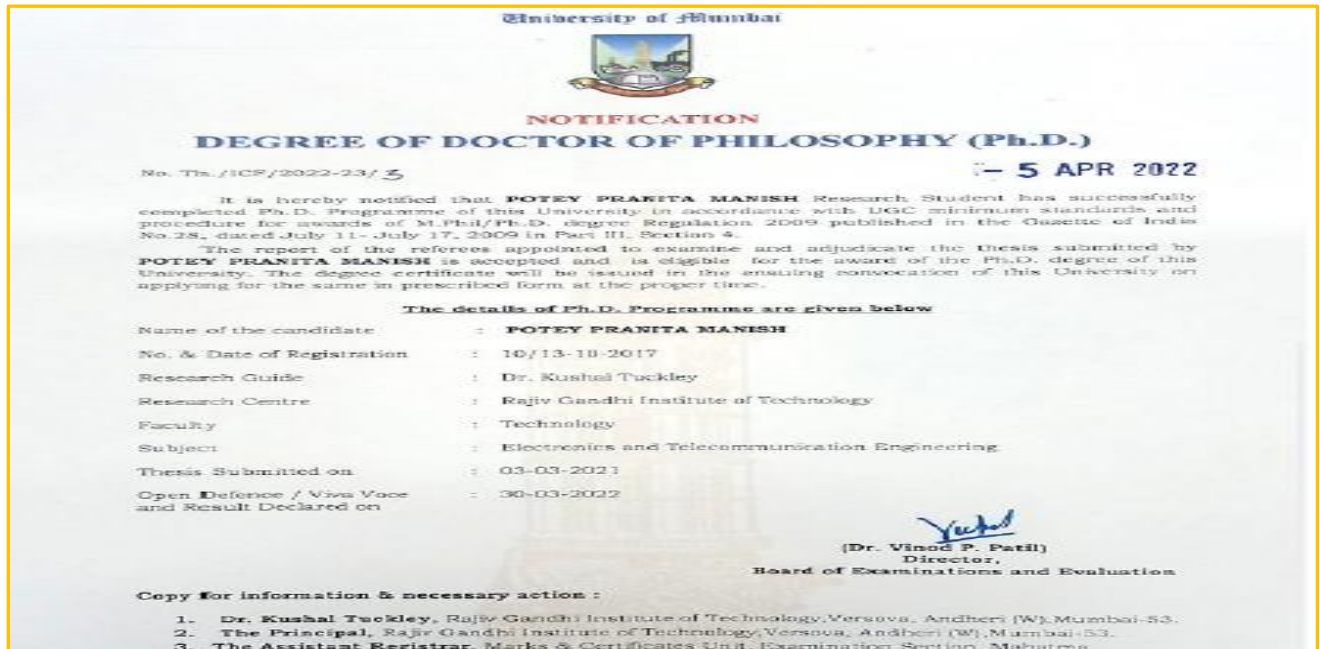 University of Mumbai
NOTIFICATION
DEGREE OF DOCTOR OF PHILOSOPHY (Ph.D.)
No. Th./ICF/2022-23/3
- 5 APR 2022
It is hereby notified that POTEY PRANITA MANISH Research Student has successfully
completed Ph.D. Programme of this University in accordance with UGC minimum standards and
procedure for awards of M.Phil/Ph.D. degree Regulation 2009 published in the Gazette of India
No.28, dated July 11- July 17, 2009 in Part III, Section 4.
The report of the referees appointed to examine and adjudicate the thesis submitted by
POTEY PRANITA MANISH is accepted and is eligible for the award of the Ph.D. degree of this
University. The degree certificate will be issued in the ensuing convocation of this University on
applying for the same in prescribed form at the proper time.
The details of Ph.D. Programme are given below
Name of the candidate : POTEY PRANITA MANISH
No. & Date of Registration : 10/13-10-2017
Research Guide : Dr. Kushal Tuckley
Research Centre : Rajiv Gandhi Institute of Technology
Faculty : Technology
Subject : Electronics and Telecommunication Engineering
Thesis Submitted on : 03-03-2021
Open Defence / Viva Voce : 30-03-2022
and Result Declared on
(Dr. Vinod P. Patil)
Director,
Board of Examinations and Evaluation
Copy for information & necessary action :
1. Dr. Kushal Tuckley, Rajiv Gandhi Institute of Technology,Versova, Andheri (W),Mumbai-53.
2. The Principal, Rajiv Gandhi Institute of Technology,Versova, Andheri (W),Mumbai-53.
3. The Assistant Registrar, Marks & Certificates Unit, Examination Section, Mahatma